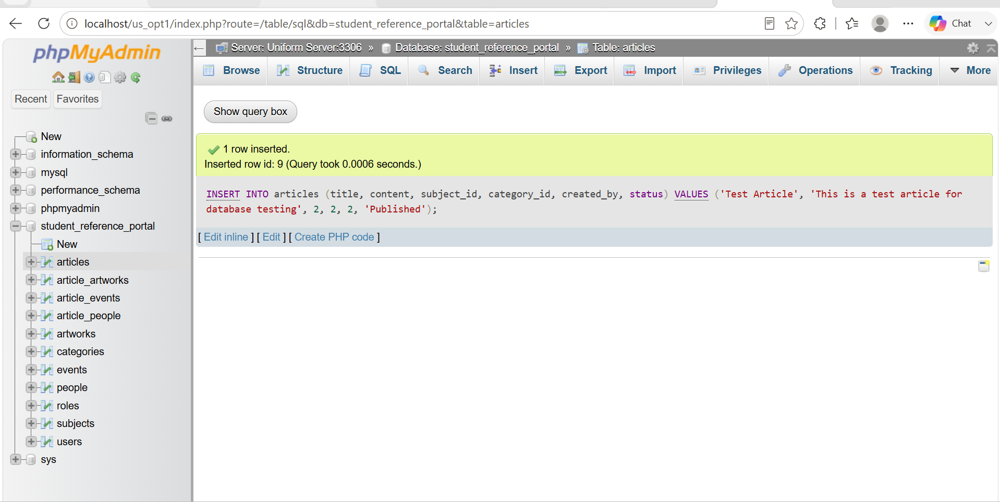 localhost/us_opt1/index.php?route=/table/sql&db=student_reference_portal&table=articles
Chat
phpMyAdmin
Recent
Favorites
New
information_schema
mysql
performance_schema
phpmyadmin
student_reference_portal
New
articles
article_artworks
article_events
article_people
artworks
categories
events
people
roles
subjects
users
sys
Server: Uniform Server:3306 » Database: student_reference_portal » Table: articles
Browse Structure SQL Search Insert Export Import Privileges Operations Tracking More
Show query box
1 row inserted.
Inserted row id: 9 (Query took 0.0006 seconds.)
INSERT INTO articles (title, content, subject_id, category_id, created_by, status) VALUES ('Test Article', 'This is a test article for
database testing', 2, 2, 2, 'Published');
[ Edit inline ] [ Edit ] [ Create PHP code ]